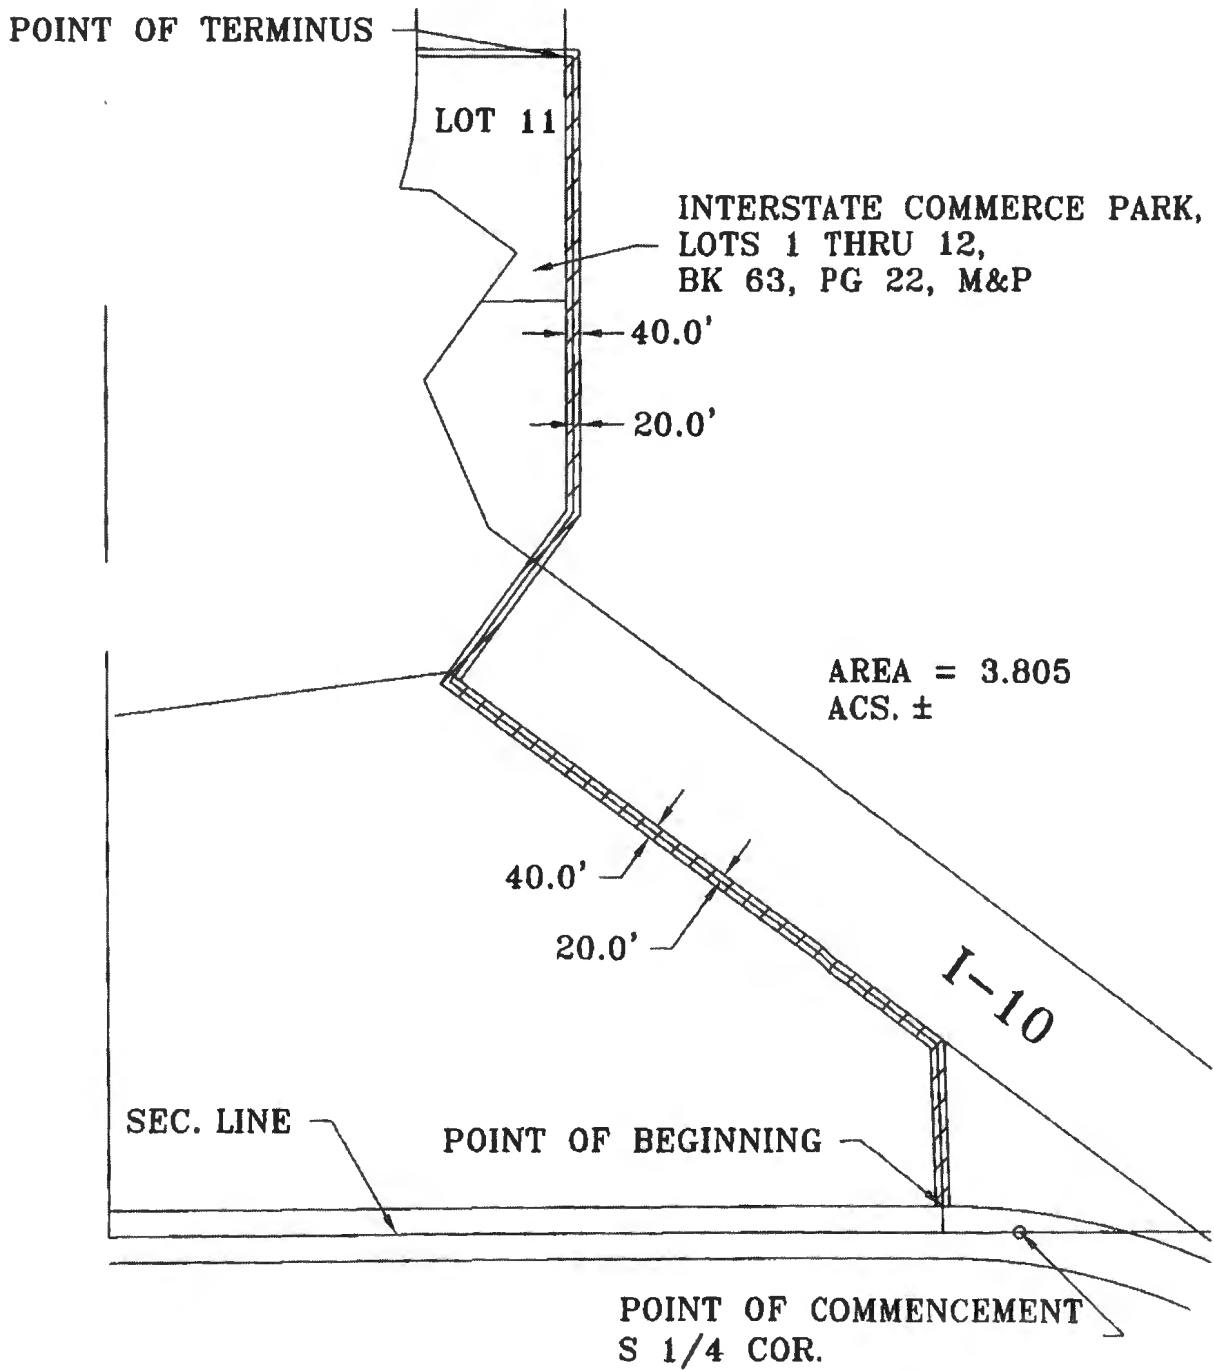 POINT OF TERMINUS
LOT 11
INTERSTATE COMMERCE PARK,
LOTS 1 THRU 12,
BK 63, PG 22, M&P
40.0'
20.0'
AREA = 3.805
ACS. ±
40.0'
20.0'
I-10
SEC. LINE
POINT OF BEGINNING
POINT OF COMMENCEMENT
S 1/4 COR.